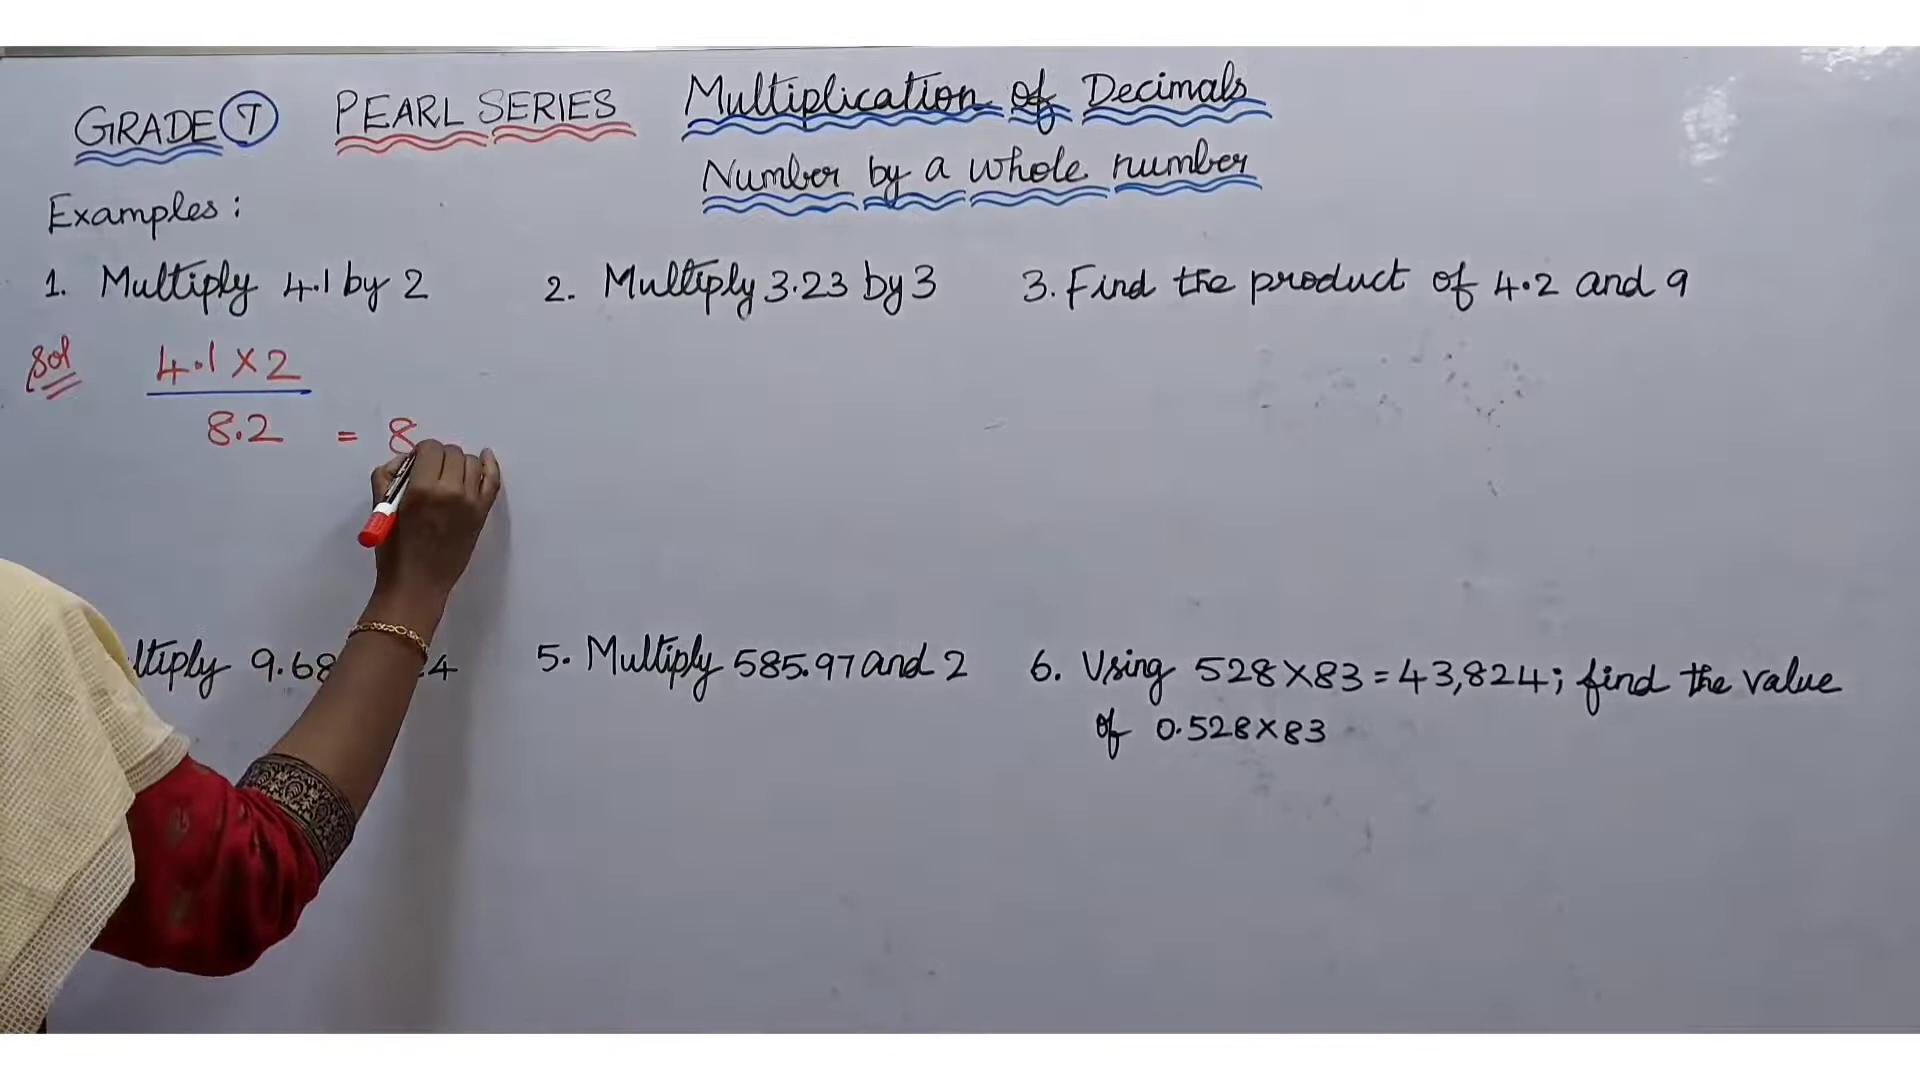 GRADE 7 PEARL SERIES Multiplication of Decimals
Number by a whole number
Examples:
1. Multiply 4.1 by 2
2. Multiply 3.23 by 3
3. Find the product of 4.2 and 9
Sol 4.1 × 2
8.2 = 8
9.68
5. Multiply 585.97 and 2
6. Using 528×83 = 43,824; find the value
of 0.528×83